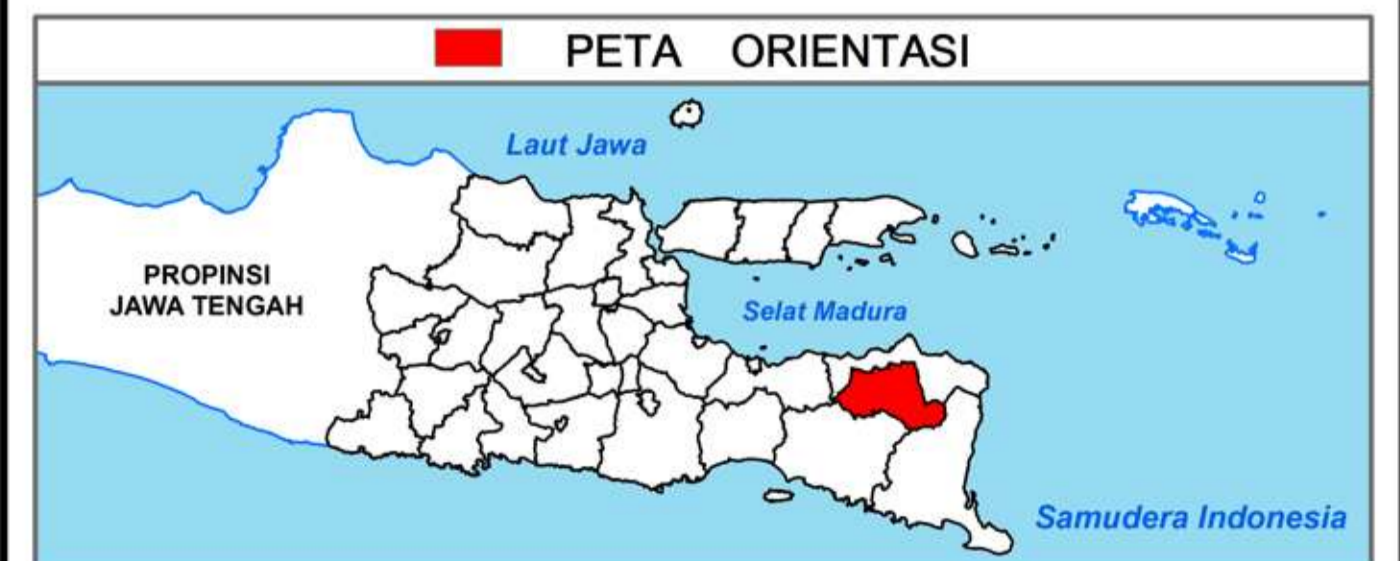 PETA ORIENTASI
Laut Jawa
PROPINSI
JAWA TENGAH
Selat Madura
Samudera Indonesia